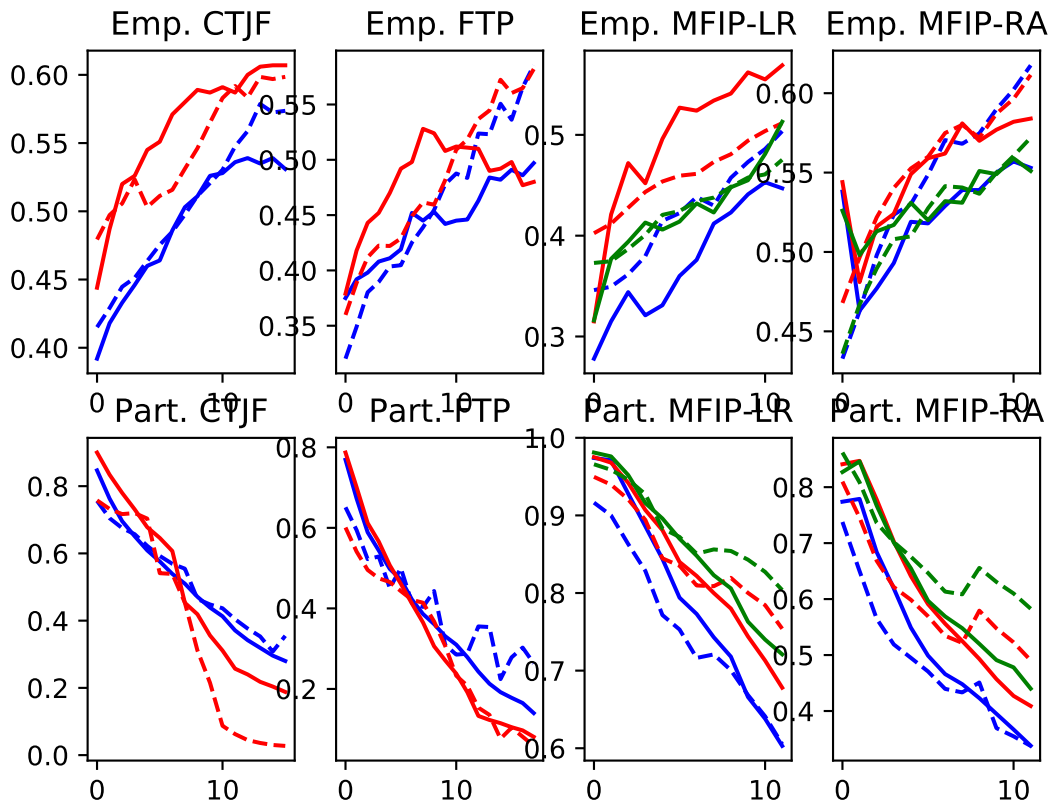 Emp. CTJF Emp. FTP Emp. MFIP-LR Emp. MFIP-RA
0.60 0.55 0.50 0.45 0.40
0.55 0.50 0.45 0.40 0.35
0.5 0.4 0.3
0.60 0.55 0.50 0.45
0 10 0 10 0 10 0 10
Part. CTJF Part. FTP Part. MFIP-LR Part. MFIP-RA
0.8 0.6 0.4 0.2 0.0
0.8 0.6 0.4 0.2
1.0 0.9 0.8 0.7 0.6
0.8 0.7 0.6 0.5 0.4
0 10 0 10 0 10 0 10